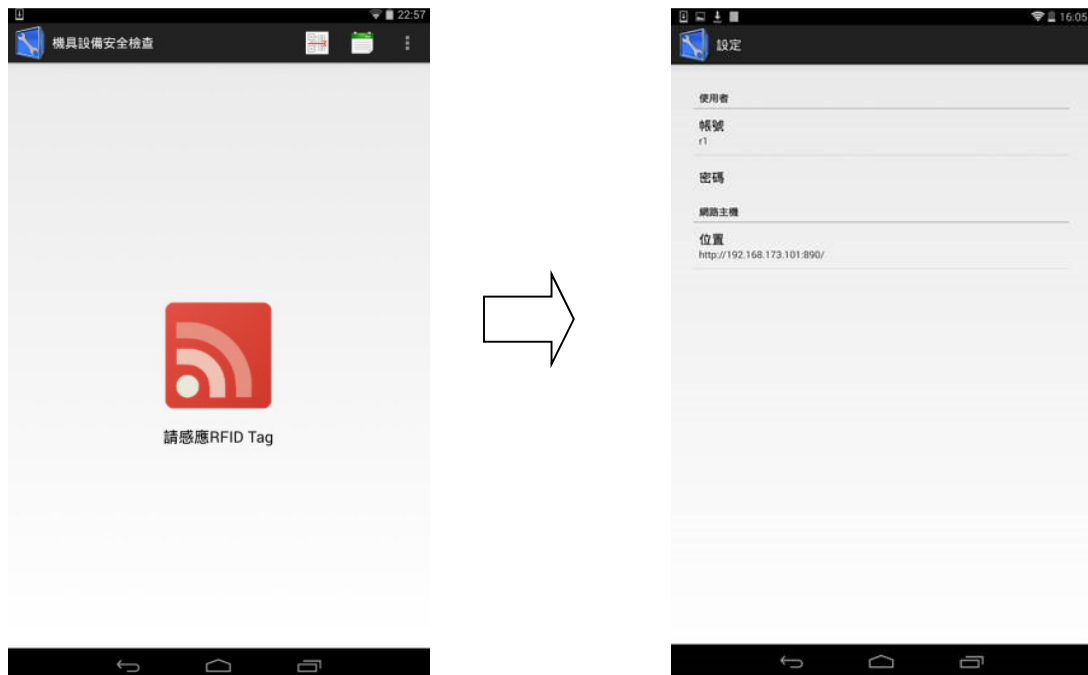 22:57
機具設備安全檢查
請感應RFID Tag
16:05
設定
使用者
帳號
r1
密碼
網路主機
位置
http://192.168.173.101:890/